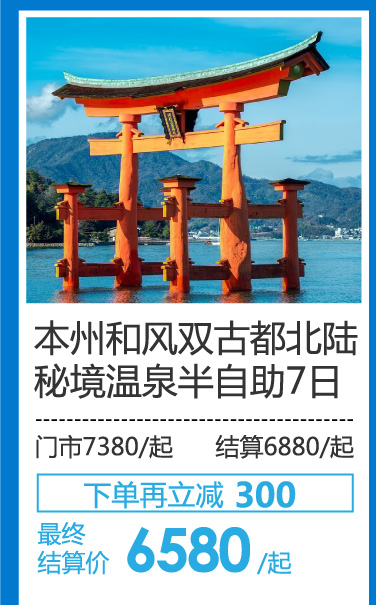 本州和风双古都北陆
秘境温泉半自助7日
门市7380/起 结算6880/起
下单再立减 300
最终
结算价 6580/起